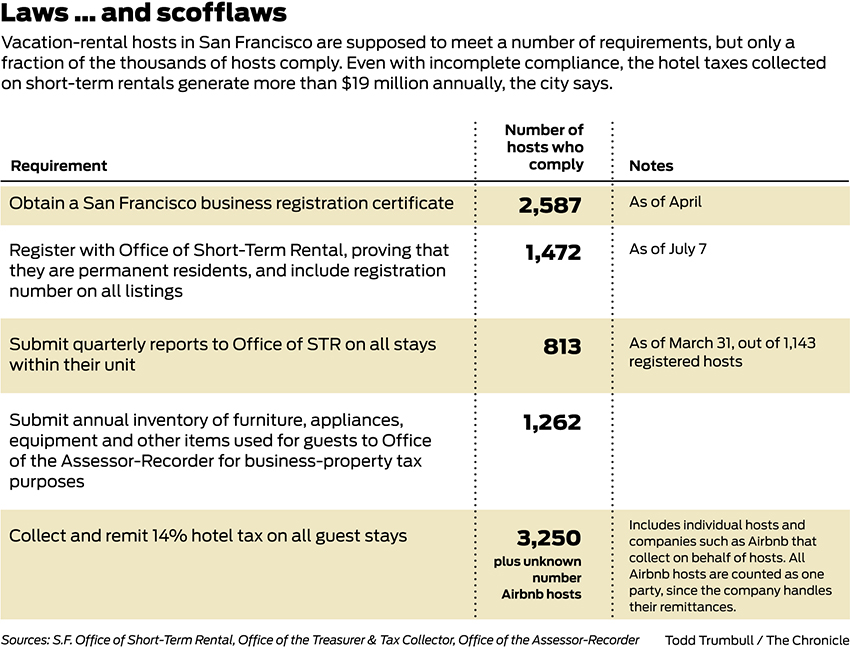 Laws ... and scofflaws
Vacation-rental hosts in San Francisco are supposed to meet a number of requirements, but only a
fraction of the thousands of hosts comply. Even with incomplete compliance, the hotel taxes collected
on short-term rentals generate more than $19 million annually, the city says.
Requirement
Number of
hosts who
comply
Notes
Obtain a San Francisco business registration certificate
2,587
As of April
Register with Office of Short-Term Rental, proving that
they are permanent residents, and include registration
number on all listings
1,472
As of July 7
Submit quarterly reports to Office of STR on all stays
within their unit
813
As of March 31, out of 1,143
registered hosts
Submit annual inventory of furniture, appliances,
equipment and other items used for guests to Office
of the Assessor-Recorder for business-property tax
purposes
1,262
Collect and remit 14% hotel tax on all guest stays
3,250
plus unknown
number
Airbnb hosts
Includes individual hosts and
companies such as Airbnb that
collect on behalf of hosts. All
Airbnb hosts are counted as one
party, since the company handles
their remittances.
Sources: S.F. Office of Short-Term Rental, Office of the Treasurer & Tax Collector, Office of the Assessor-Recorder
Todd Trumbull / The Chronicle